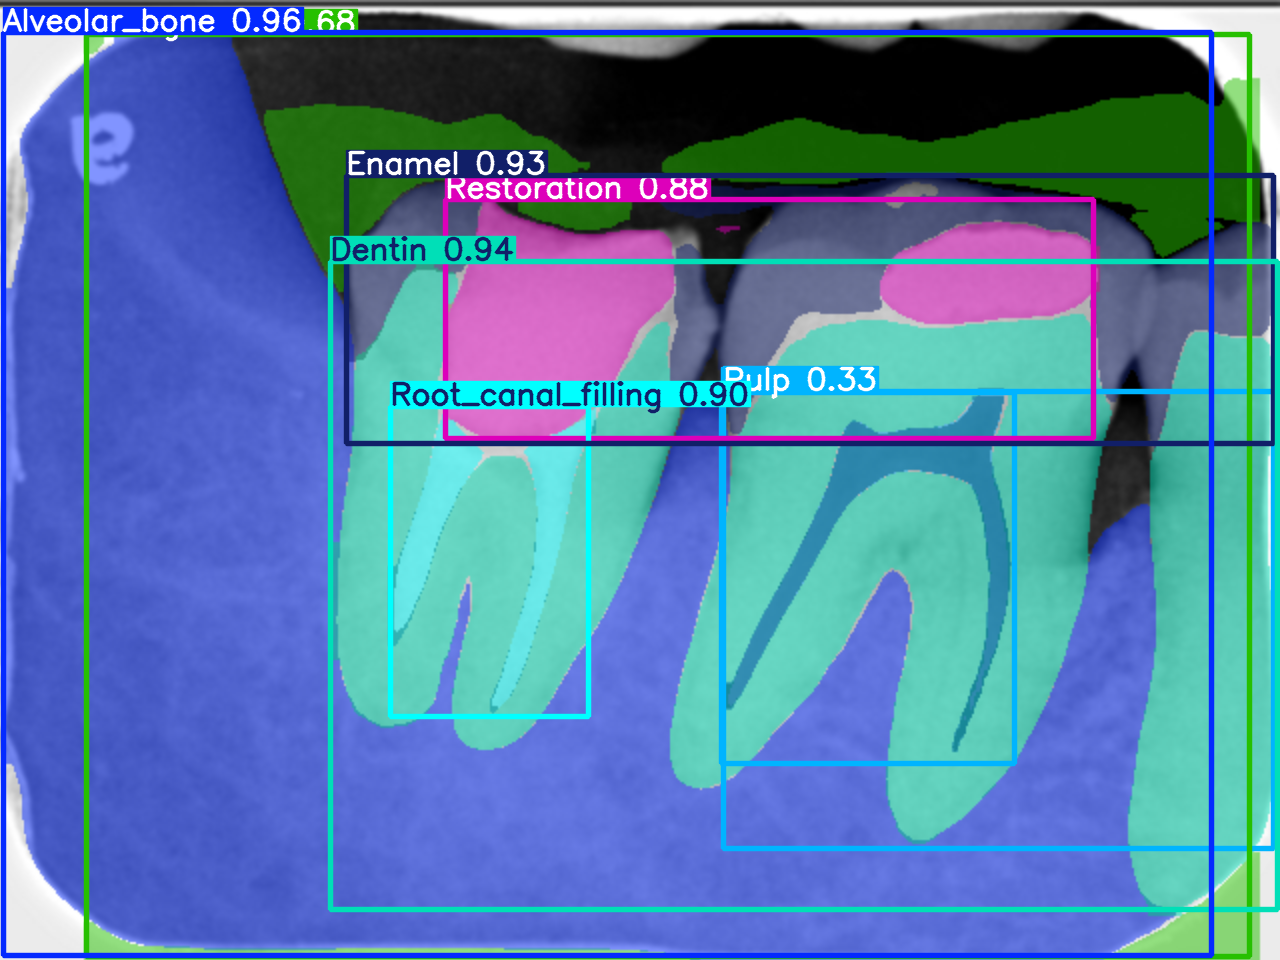 Alveolar_bone 0.96
.68
Enamel 0.93
Restoration 0.88
Dentin 0.94
Pulp 0.33
Root_canal_filling 0.90